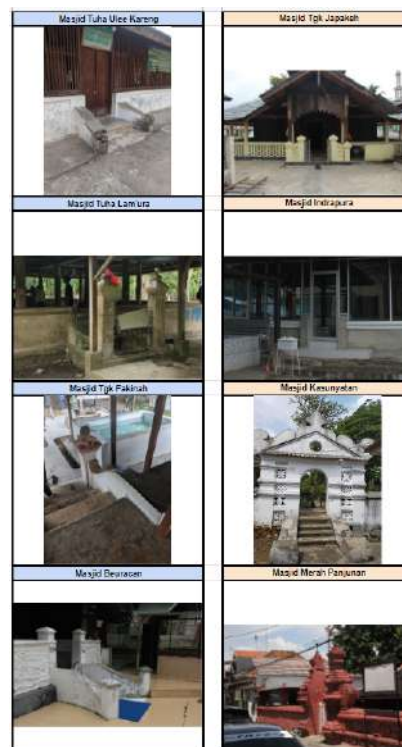 Masjid Tuha Ulee Kareng
Masjid Tgk Japakeh
Masjid Tuha Lamura
Masjid Indrapura
Masjid Tgk Fakinah
Masjid Kasunyatan
Masjid Beuracan
Masjid Merah Panjunan